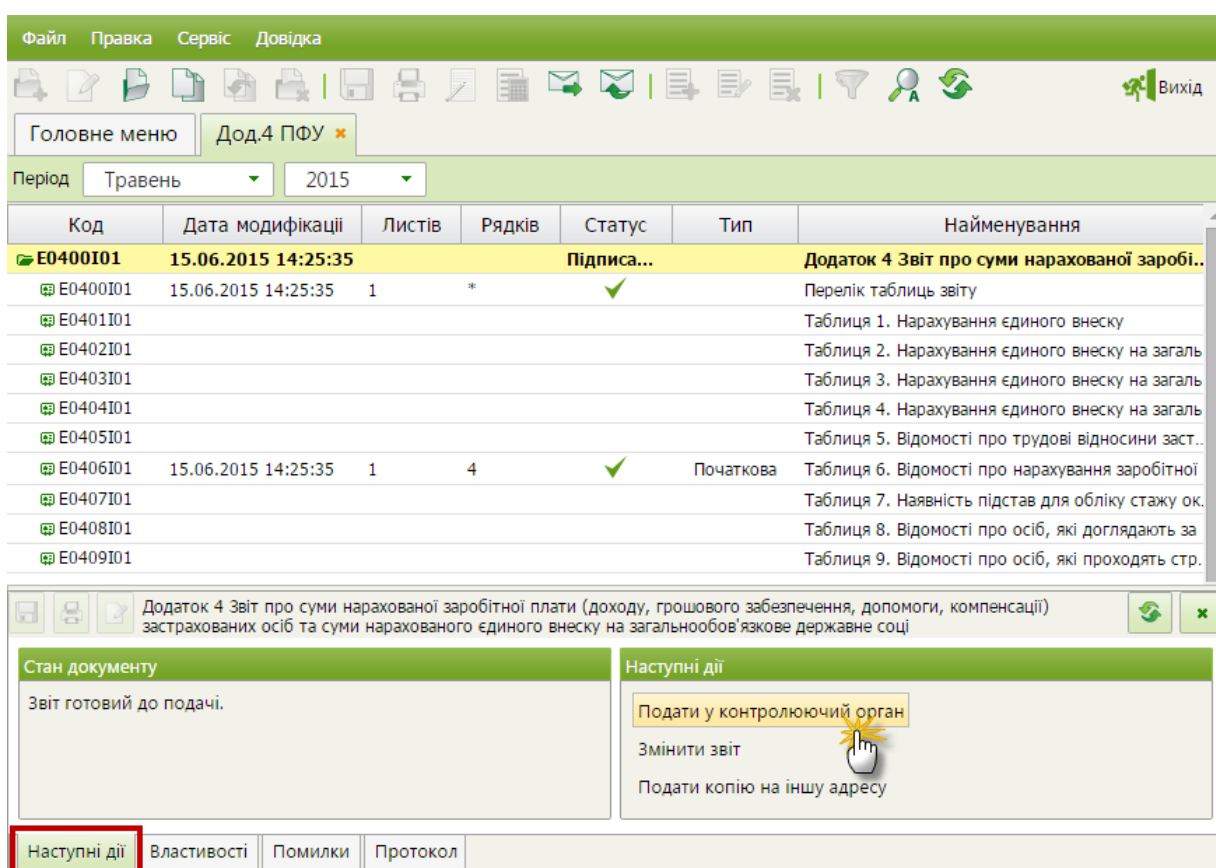 Файл Правка Сервіс Довідка
Вихід
Головне меню Дод.4 ПФУ
Період Травень 2015
Код Дата модифікації Листів Рядків Статус Тип Найменування
E0400I01 15.06.2015 14:25:35 Підписа... Додаток 4 Звіт про суми нарахованої заробі..
E0400I01 15.06.2015 14:25:35 1 * Перелік таблиць звіту
E0401I01 Таблиця 1. Нарахування єдиного внеску
E0402I01 Таблиця 2. Нарахування єдиного внеску на загаль
E0403I01 Таблиця 3. Нарахування єдиного внеску на загаль
E0404I01 Таблиця 4. Нарахування єдиного внеску на загаль
E0405I01 Таблиця 5. Відомості про трудові відносини заст..
E0406I01 15.06.2015 14:25:35 1 4 Початкова Таблиця 6. Відомості про нарахування заробітної
E0407I01 Таблиця 7. Наявність підстав для обліку стажу ок.
E0408I01 Таблиця 8. Відомості про осіб, які доглядають за
E0409I01 Таблиця 9. Відомості про осіб, які проходять стр.
Додаток 4 Звіт про суми нарахованої заробітної плати (доходу, грошового забезпечення, допомоги, компенсації)
застрахованих осіб та суми нарахованого єдиного внеску на загальнообов'язкове державне соці
Стан документу
Звіт готовий до подачі.
Наступні дії
Подати у контролюючий орган
Змінити звіт
Подати копію на іншу адресу
Наступні дії Властивості Помилки Протокол